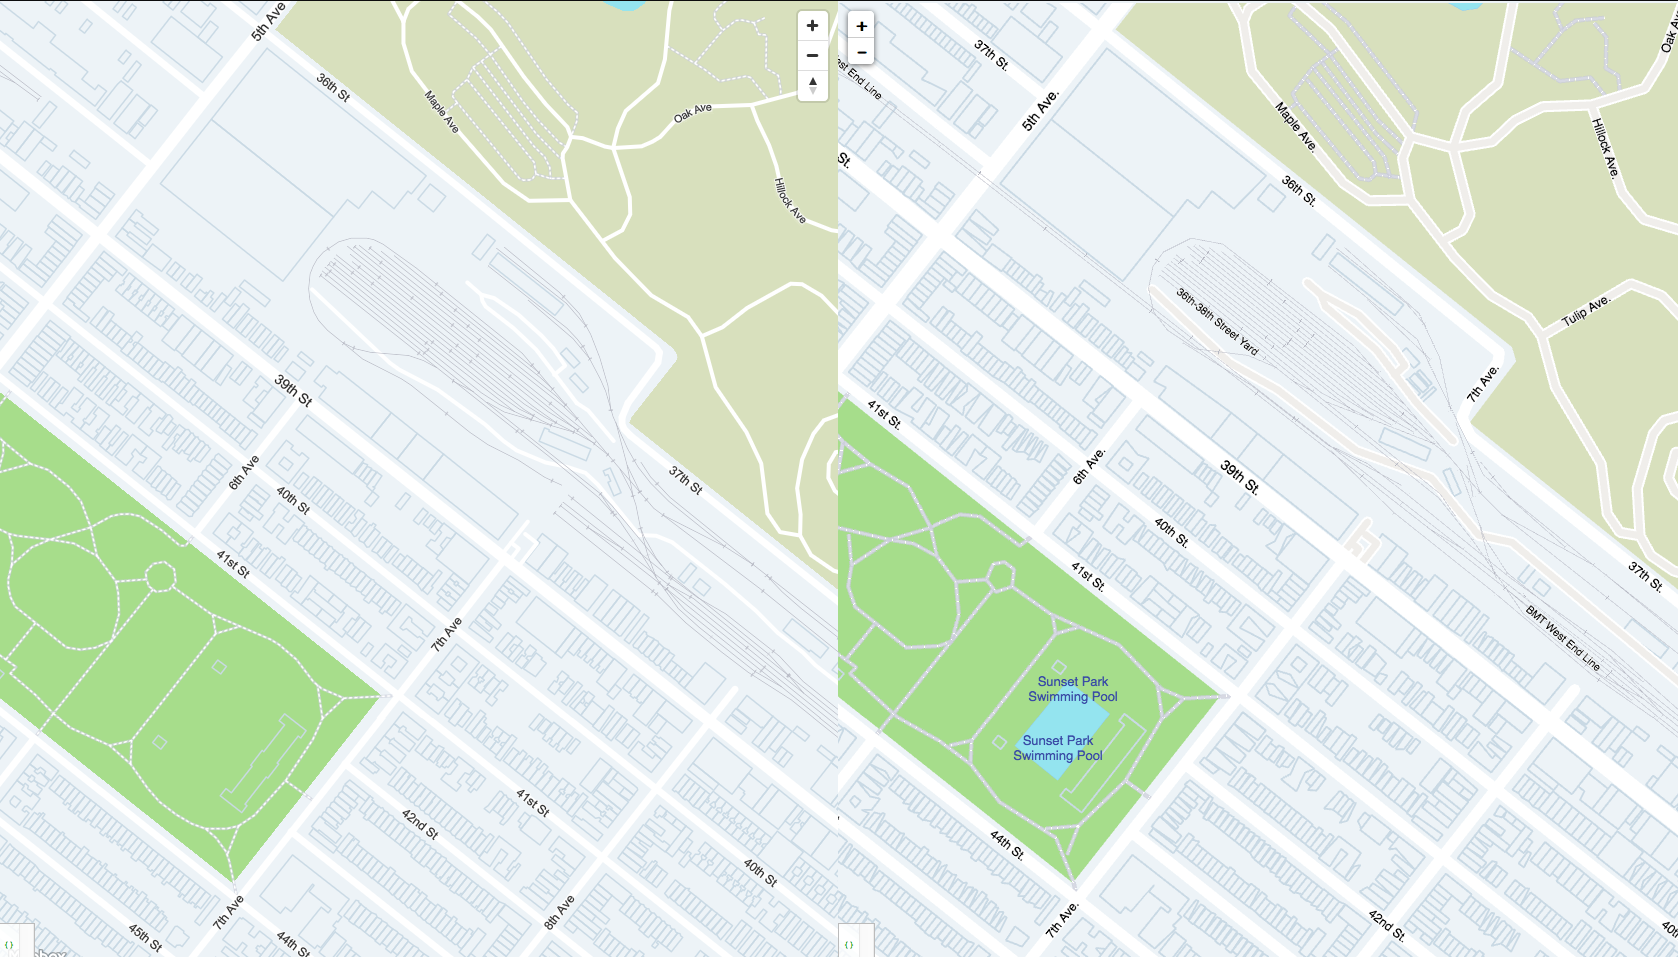 5th Ave
36th St
Maple Ave
Oak Ave
Hillock Ave
39th St
6th Ave
40th St
37th St
41st St
7th Ave
41st St
42nd St
40th St
7th Ave
8th Ave
45th St
44th St
+
−
{}
+
−
37th St.
est End Line
5th Ave.
St.
Maple Ave.
Oak
Hillock Ave.
36th St.
36th-38th Street Yard
Tulip Ave.
7th Ave.
41st St.
6th Ave.
39th St.
40th St.
41st St.
37th St.
BMT West End Line
Sunset Park
Swimming Pool
Sunset Park
Swimming Pool
44th St.
7th Ave.
42nd St.
{}